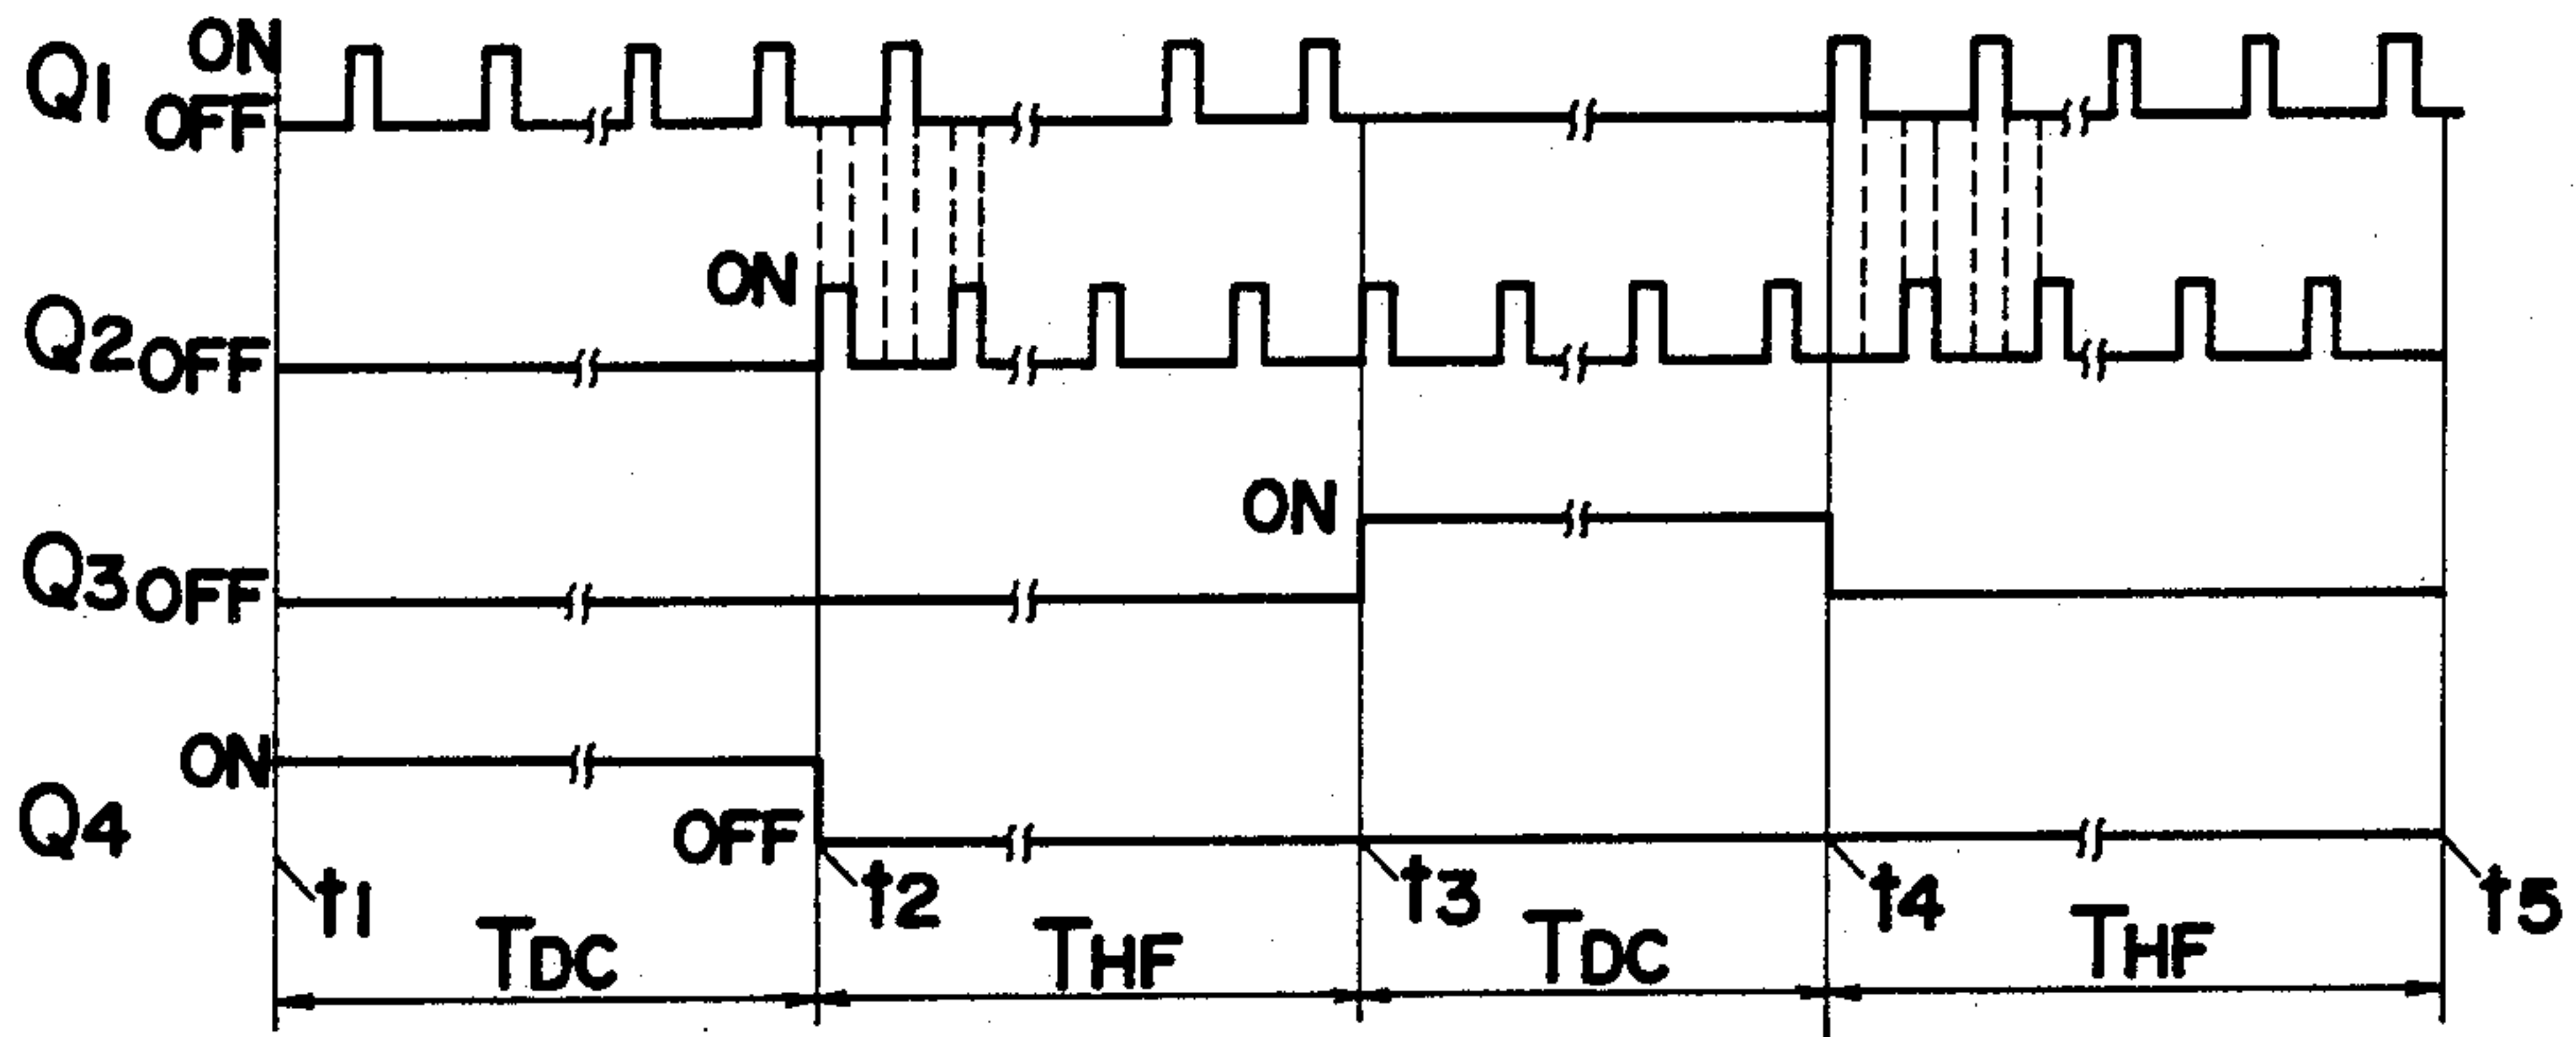 Q1 ON
OFF
Q2 ON
OFF
Q3 ON
OFF
Q4 ON
OFF
t1 t2 t3 t4 t5
TDC THF TDC THF